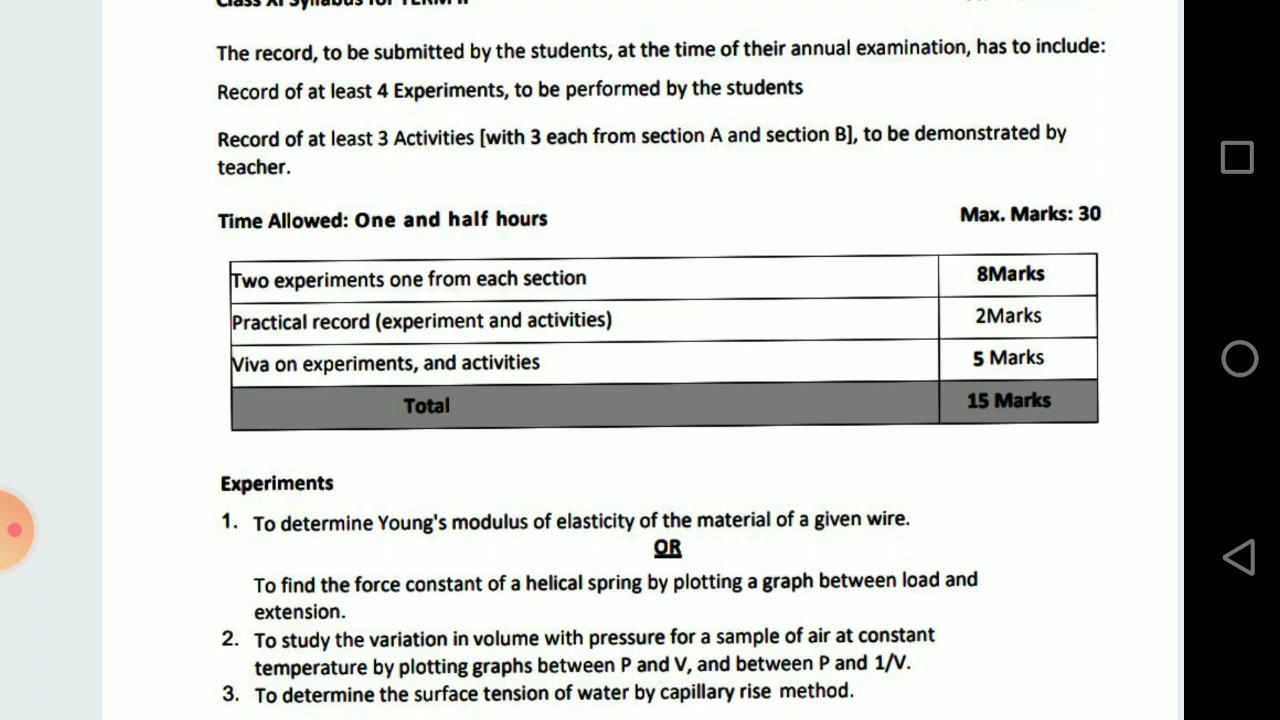 Class XI Syllabus for TERM II
The record, to be submitted by the students, at the time of their annual examination, has to include:
Record of at least 4 Experiments, to be performed by the students
Record of at least 3 Activities [with 3 each from section A and section B], to be demonstrated by
teacher.
Time Allowed: One and half hours Max. Marks: 30
Two experiments one from each section 8Marks
Practical record (experiment and activities) 2Marks
Viva on experiments, and activities 5 Marks
Total 15 Marks
Experiments
1. To determine Young's modulus of elasticity of the material of a given wire.
OR
To find the force constant of a helical spring by plotting a graph between load and
extension.
2. To study the variation in volume with pressure for a sample of air at constant
temperature by plotting graphs between P and V, and between P and 1/V.
3. To determine the surface tension of water by capillary rise method.